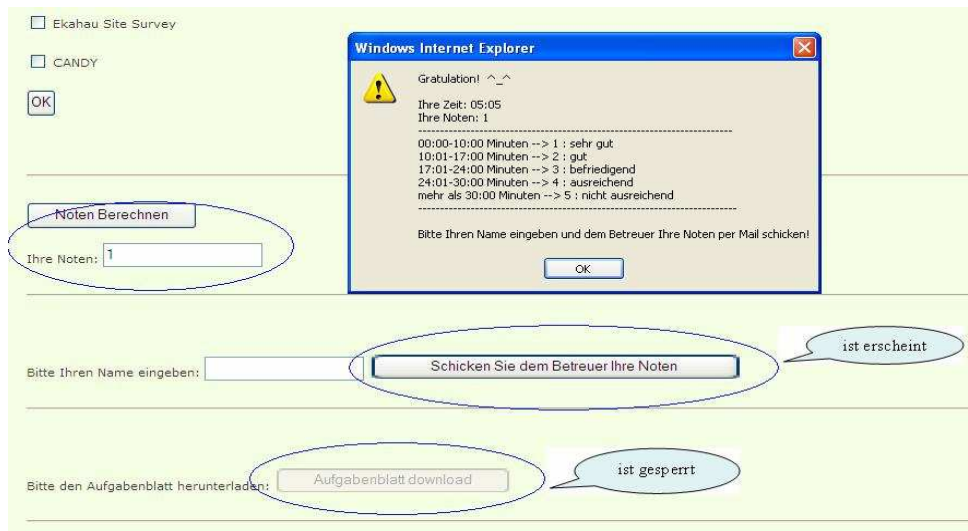 Ekahau Site Survey
CANDY
OK
Windows Internet Explorer
Gratulation! ^_^
Ihre Zeit: 05:05
Ihre Noten: 1
------------------------------------------------------------------------
00:00-10:00 Minuten --> 1 : sehr gut
10:01-17:00 Minuten --> 2 : gut
17:01-24:00 Minuten --> 3 : befriedigend
24:01-30:00 Minuten --> 4 : ausreichend
mehr als 30:00 Minuten --> 5 : nicht ausreichend
------------------------------------------------------------------------
Bitte Ihren Name eingeben und dem Betreuer Ihre Noten per Mail schicken!
OK
Noten Berechnen
Ihre Noten: 1
ist erscheint
Bitte Ihren Name eingeben: Schicken Sie dem Betreuer Ihre Noten
ist gesperrt
Bitte den Aufgabenblatt herunterladen: Aufgabenblatt download